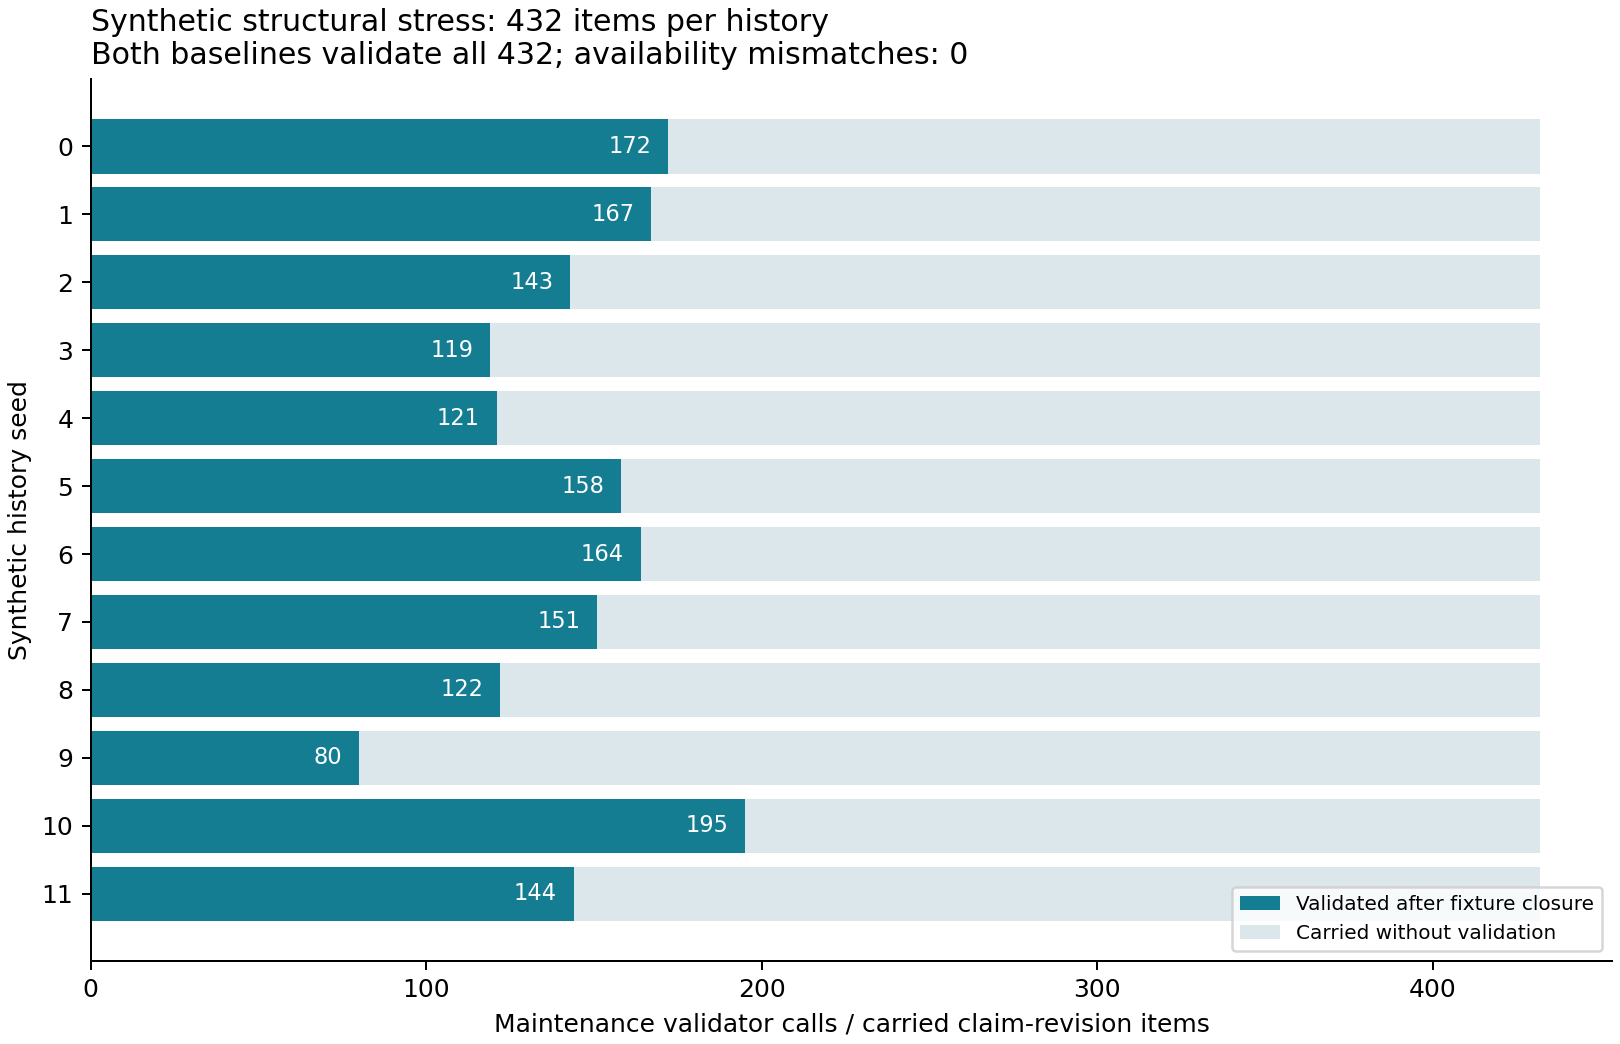 Synthetic structural stress: 432 items per history
Both baselines validate all 432; availability mismatches: 0
Synthetic history seed
0 172
1 167
2 143
3 119
4 121
5 158
6 164
7 151
8 122
9 80
10 195
11 144
Validated after fixture closure
Carried without validation
0 100 200 300 400
Maintenance validator calls / carried claim-revision items